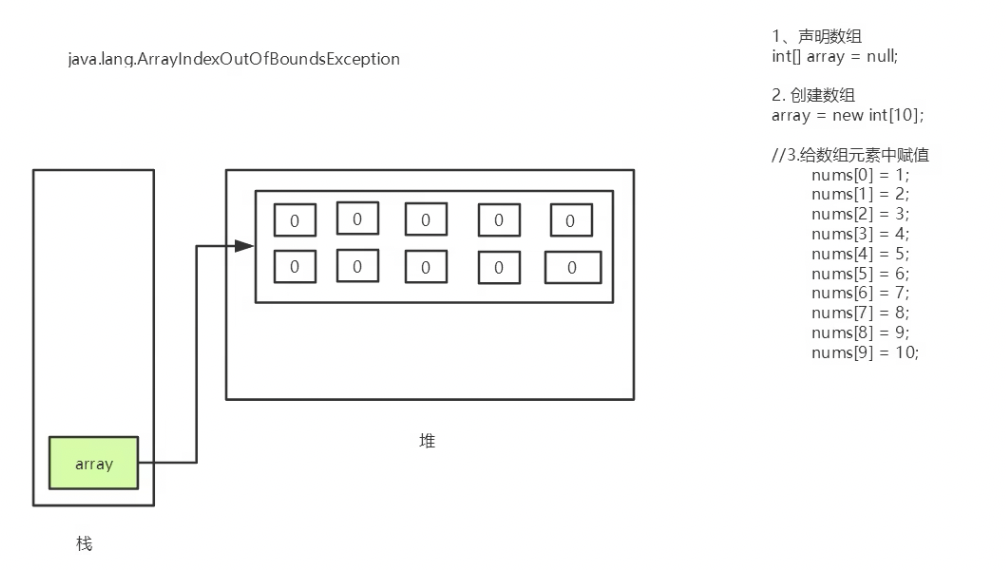 java.lang.ArrayIndexOutOfBoundsException
1、声明数组
int[] array = null;
2. 创建数组
array = new int[10];
//3.给数组元素中赋值
nums[0] = 1;
nums[1] = 2;
nums[2] = 3;
nums[3] = 4;
nums[4] = 5;
nums[5] = 6;
nums[6] = 7;
nums[7] = 8;
nums[8] = 9;
nums[9] = 10;
0 0 0 0 0
0 0 0 0 0
堆
array
栈